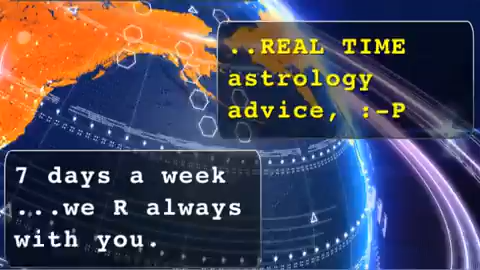 ..REAL TIME
astrology
advice, :-P
7 days a week
...we R always
with you.